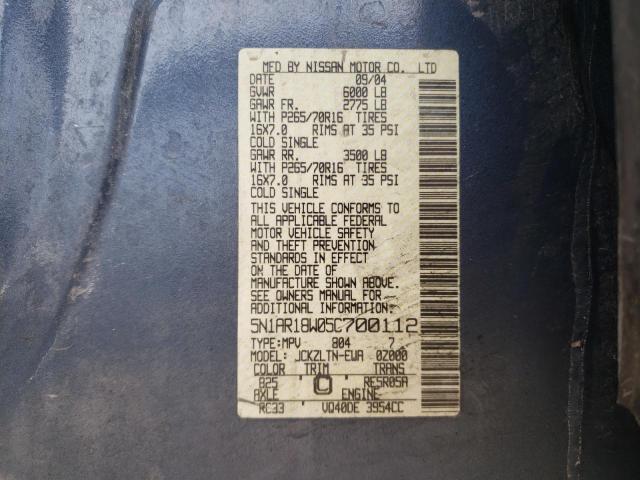 MFD BY NISSAN MOTOR CO. LTD
DATE 09/04
GVWR 6000 LB
GAWR FR. 2775 LB
WITH P265/70R16 TIRES
16X7.0 RIMS AT 35 PSI
COLD SINGLE
GAWR RR. 3500 LB
WITH P265/70R16 TIRES
16X7.0 RIMS AT 35 PSI
COLD SINGLE
THIS VEHICLE CONFORMS TO
ALL APPLICABLE FEDERAL
MOTOR VEHICLE SAFETY
AND THEFT PREVENTION
STANDARDS IN EFFECT
ON THE DATE OF
MANUFACTURE SHOWN ABOVE.
SEE OWNERS MANUAL FOR
ADDITIONAL INFORMATION.
5N1AR18W05C700112
TYPE:MPV 804 7
MODEL: JCKZLTN-EWA 02000
COLOR TRIM TRANS
B25 C RE5R05A
AXLE ENGINE
RC33 VQ40DE 3954CC